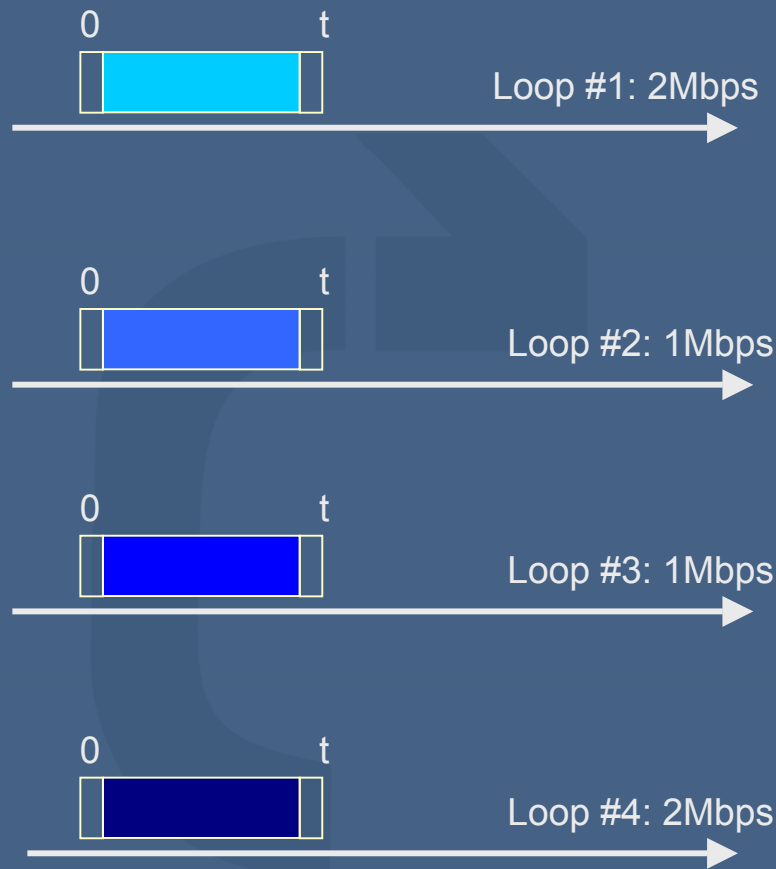 0 t
Loop #1: 2Mbps
0 t
Loop #2: 1Mbps
0 t
Loop #3: 1Mbps
0 t
Loop #4: 2Mbps